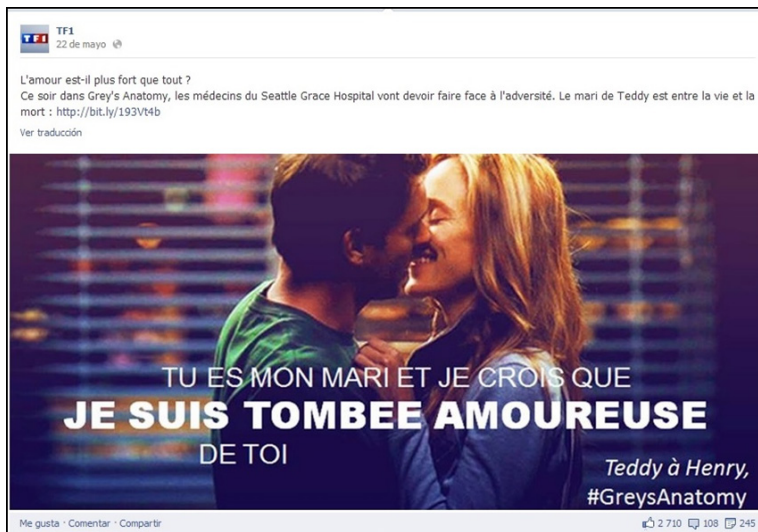 TF1
TF1
22 de mayo
L'amour est-il plus fort que tout ?
Ce soir dans Grey's Anatomy, les médecins du Seattle Grace Hospital vont devoir faire face à l'adversité. Le mari de Teddy est entre la vie et la
mort : http://bit.ly/193Vt4b
Ver traducción
TU ES MON MARI ET JE CROIS QUE
JE SUIS TOMBEE AMOUREUSE
DE TOI
Teddy à Henry,
#GreysAnatomy
Me gusta · Comentar · Compartir 2 710 108 245